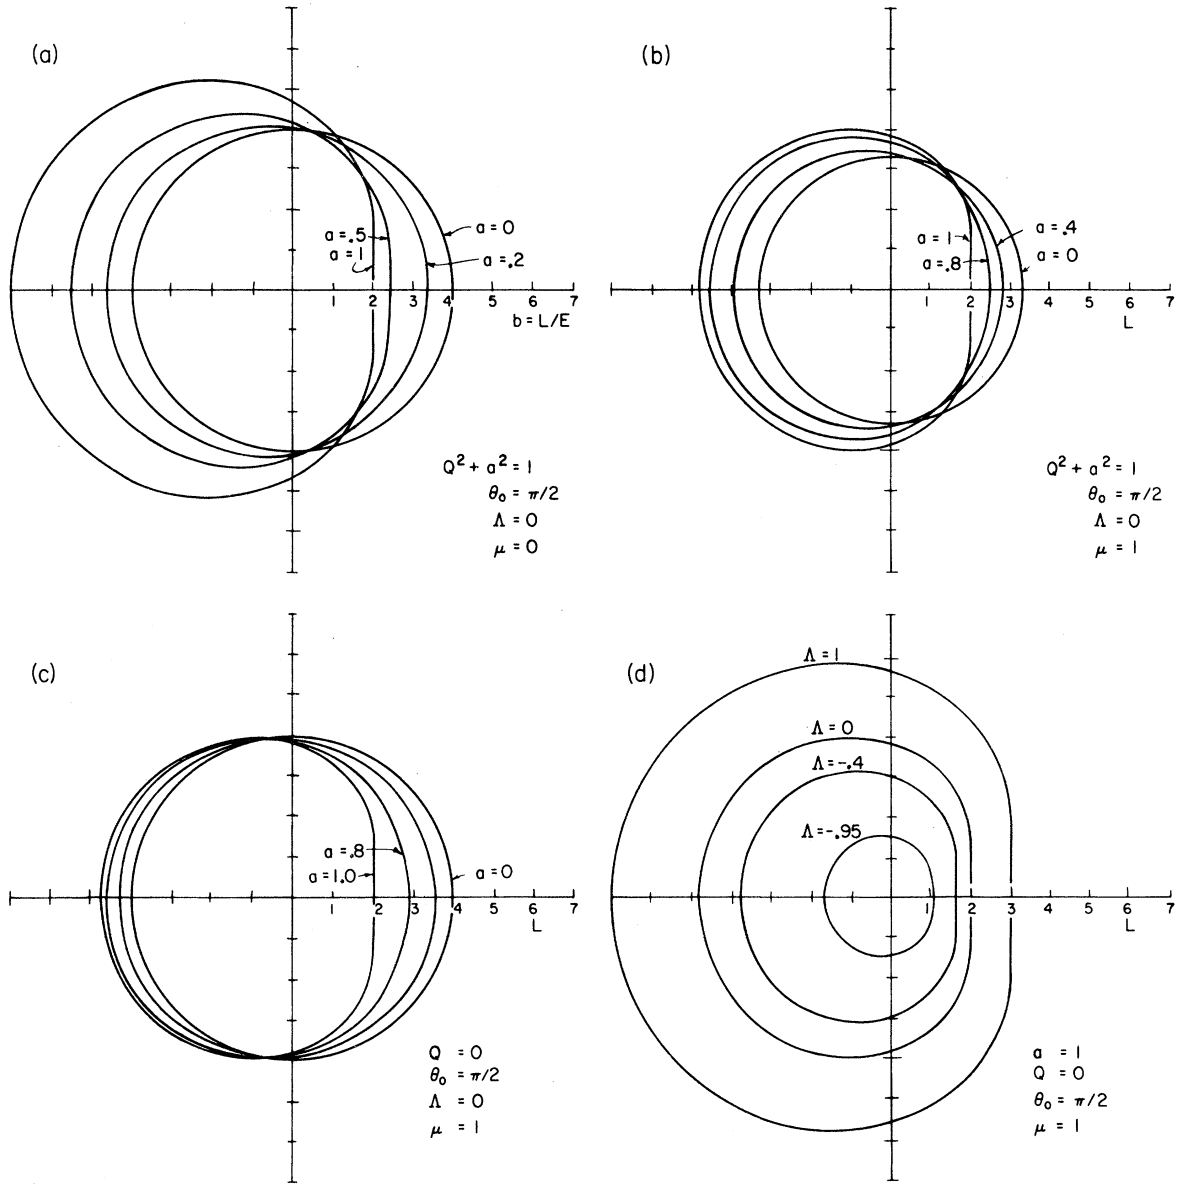 (a)
a=0
a=.5
a=1
a=.2
1 2 3 4 5 6 7
b = L/E
Q² + a² = 1
θ₀ = π/2
Λ = 0
μ = 0
(b)
a=.4
a=1
a=0
a=.8
1 2 3 4 5 6 7
L
Q² + a² = 1
θ₀ = π/2
Λ = 0
μ = 1
(c)
a=.8
a=0
a=1.0
1 2 3 4 5 6 7
L
Q = 0
θ₀ = π/2
Λ = 0
μ = 1
(d)
Λ = 1
Λ = 0
Λ = -.4
Λ = -.95
1 2 3 4 5 6 7
L
a = 1
Q = 0
θ₀ = π/2
μ = 1